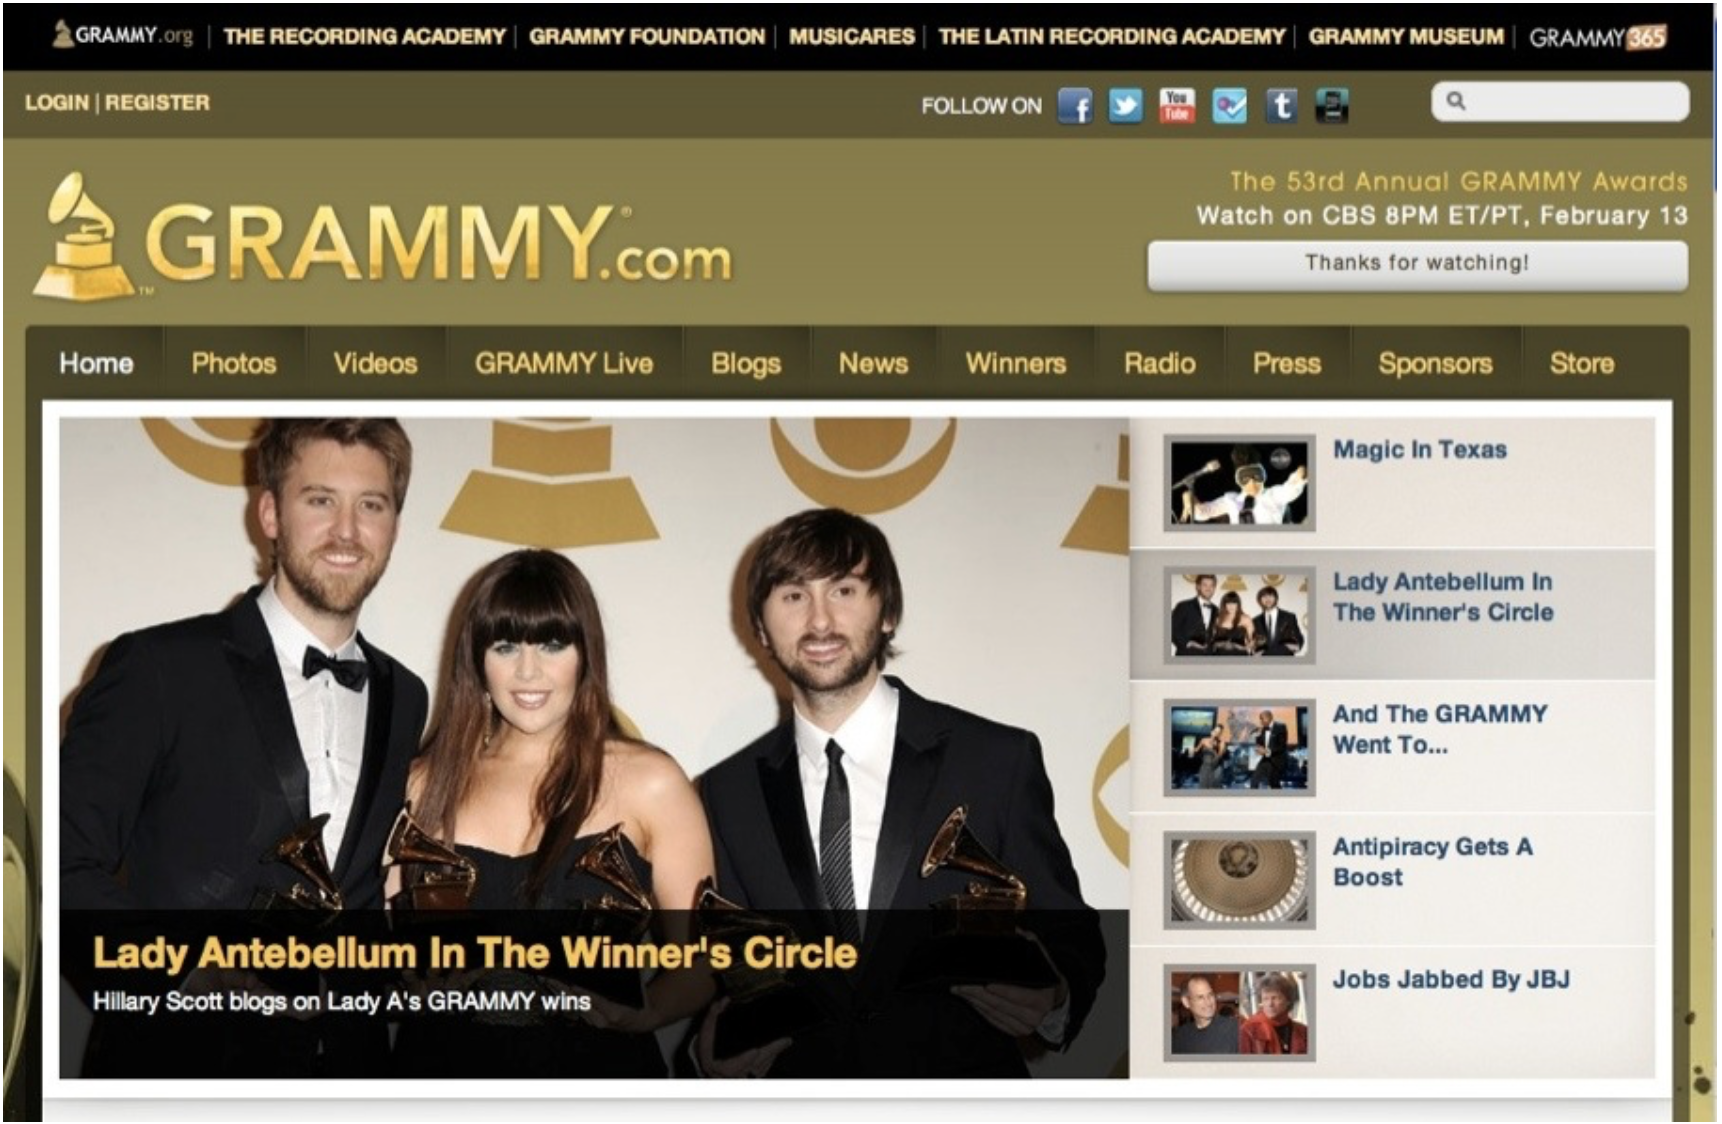 GRAMMY.org | THE RECORDING ACADEMY | GRAMMY FOUNDATION | MUSICARES | THE LATIN RECORDING ACADEMY | GRAMMY MUSEUM | GRAMMY365
LOGIN | REGISTER
FOLLOW ON f You Tube t
The 53rd Annual GRAMMY Awards
Watch on CBS 8PM ET/PT, February 13
Thanks for watching!
GRAMMY®.com
™
Home Photos Videos GRAMMY Live Blogs News Winners Radio Press Sponsors Store
Lady Antebellum In The Winner's Circle
Hillary Scott blogs on Lady A's GRAMMY wins
Magic In Texas
Lady Antebellum In
The Winner's Circle
And The GRAMMY
Went To...
Antipiracy Gets A
Boost
Jobs Jabbed By JBJ